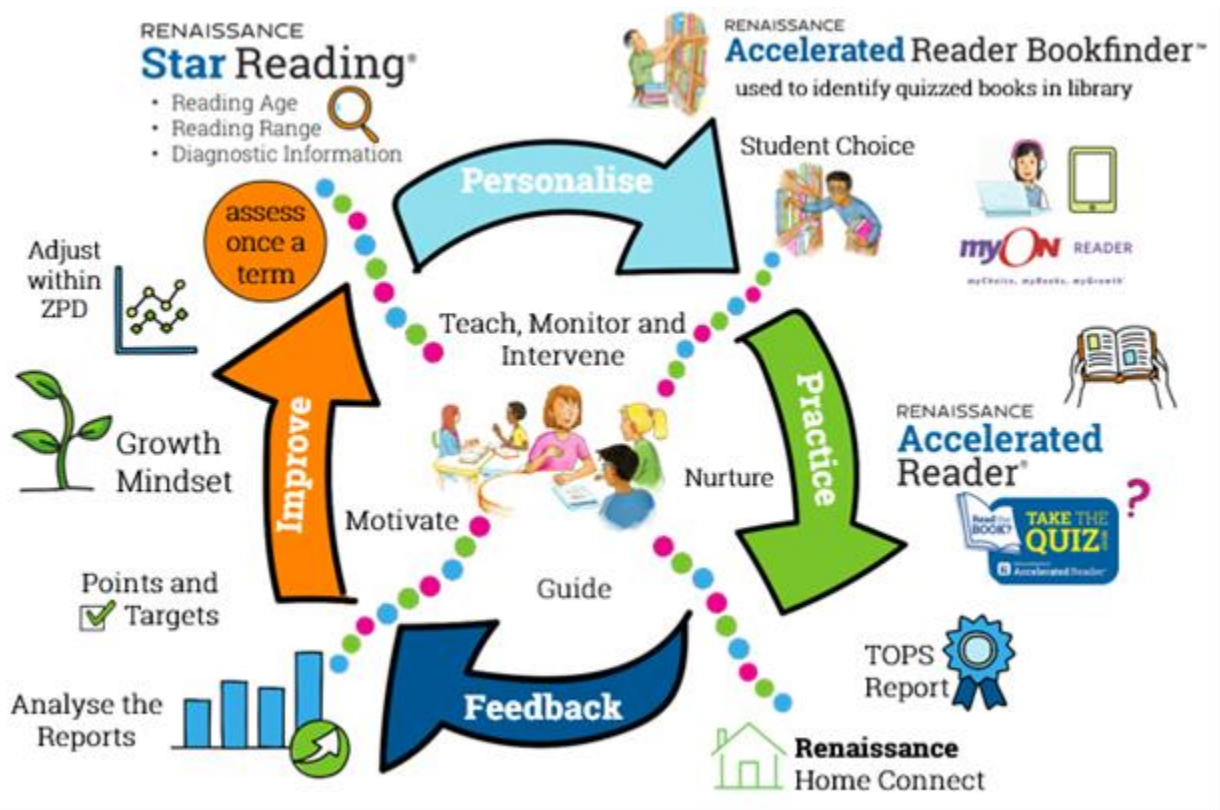 RENAISSANCE
Star Reading®
• Reading Age
• Reading Range
• Diagnostic Information
RENAISSANCE
Accelerated Reader Bookfinder™
used to identify quizzed books in library
Student Choice
myON READER
myChoice, myBooks, myGrowth
Personalise
assess
once a
term
Adjust
within
ZPD
Teach, Monitor and
Intervene
Practice
RENAISSANCE
Accelerated
Reader®
Read the
BOOK?
TAKE THE
QUIZ
Accelerated Reader
?
Growth
Mindset
Improve
Nurture
Motivate
Guide
Points and
Targets
TOPS
Report
Analyse the
Reports
Feedback
Renaissance
Home Connect